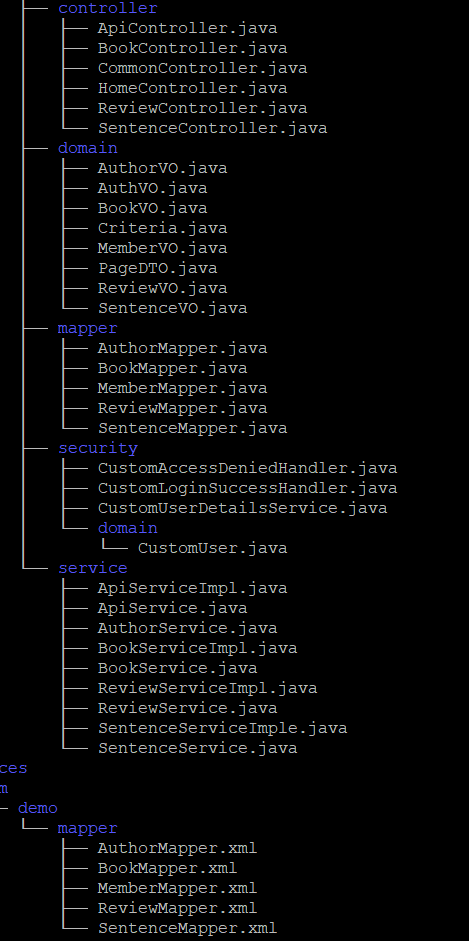 ├── controller
│   ├── ApiController.java
│   ├── BookController.java
│   ├── CommonController.java
│   ├── HomeController.java
│   ├── ReviewController.java
│   └── SentenceController.java
├── domain
│   ├── AuthorVO.java
│   ├── AuthVO.java
│   ├── BookVO.java
│   ├── Criteria.java
│   ├── MemberVO.java
│   ├── PageDTO.java
│   ├── ReviewVO.java
│   └── SentenceVO.java
├── mapper
│   ├── AuthorMapper.java
│   ├── BookMapper.java
│   ├── MemberMapper.java
│   ├── ReviewMapper.java
│   └── SentenceMapper.java
├── security
│   ├── CustomAccessDeniedHandler.java
│   ├── CustomLoginSuccessHandler.java
│   ├── CustomUserDetailsService.java
│   └── domain
│       └── CustomUser.java
└── service
    ├── ApiServiceImpl.java
    ├── ApiService.java
    ├── AuthorService.java
    ├── BookServiceImpl.java
    ├── BookService.java
    ├── ReviewServiceImpl.java
    ├── ReviewService.java
    ├── SentenceServiceImple.java
    └── SentenceService.java
ces
m
─ demo
└── mapper
    ├── AuthorMapper.xml
    ├── BookMapper.xml
    ├── MemberMapper.xml
    ├── ReviewMapper.xml
    └── SentenceMapper.xml